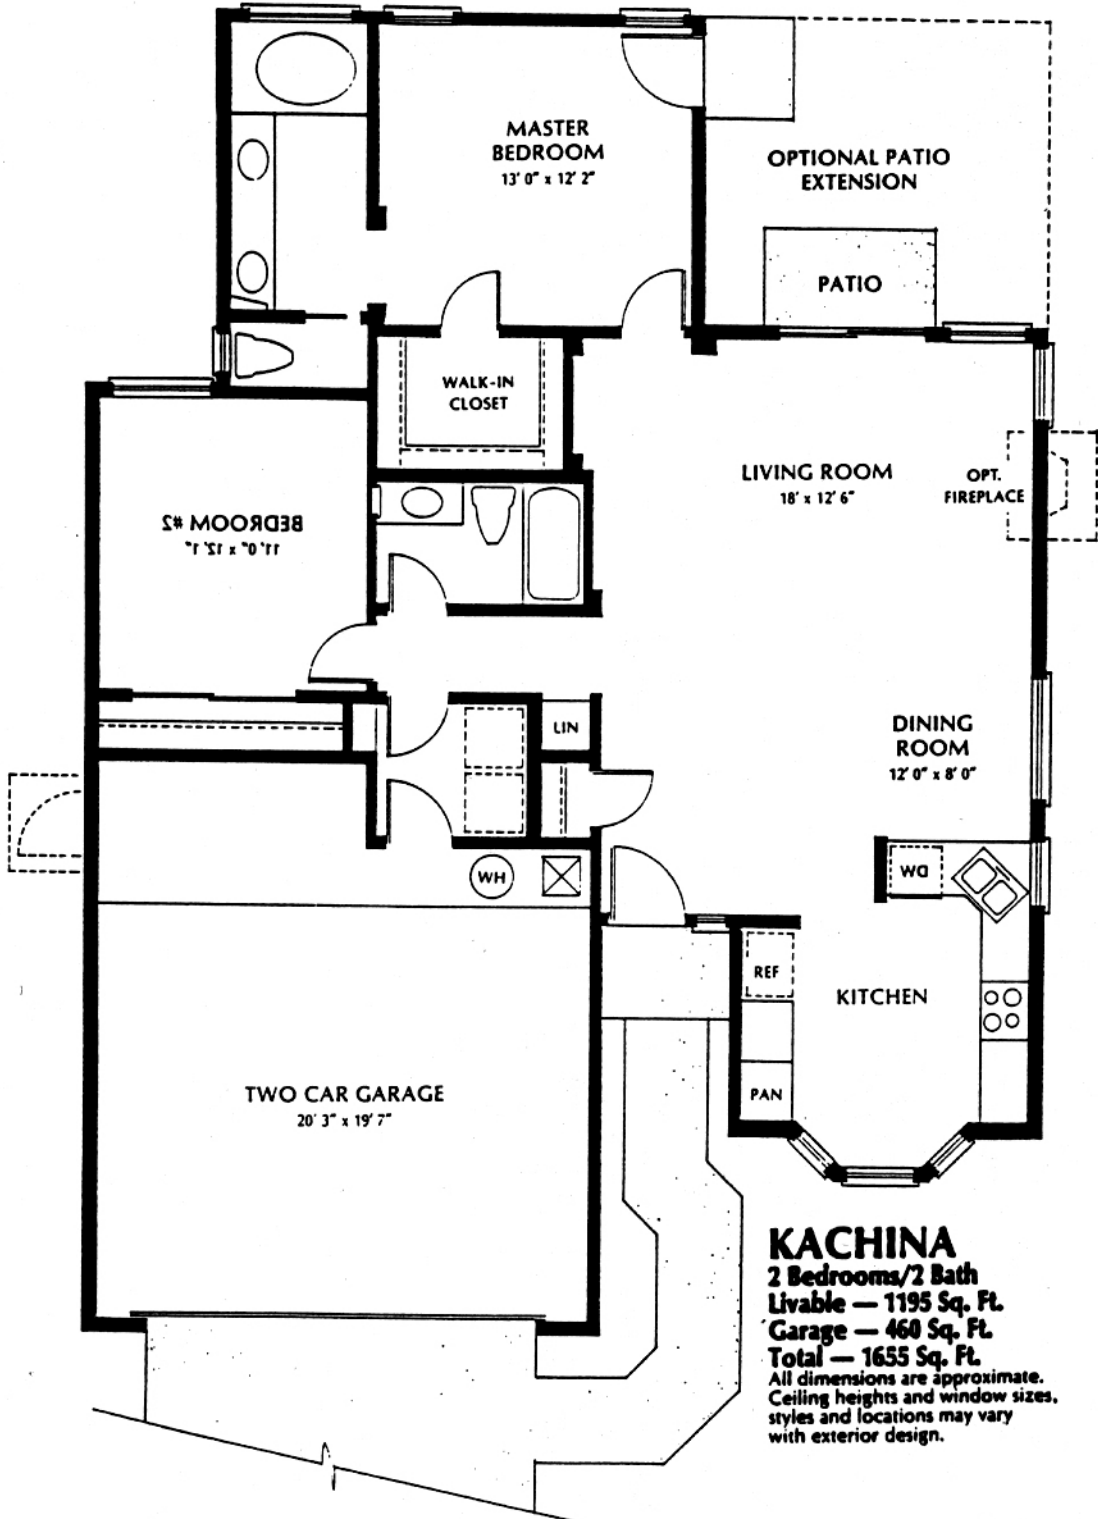 MASTER
BEDROOM
13' 0" x 12' 2"
OPTIONAL PATIO
EXTENSION
PATIO
WALK-IN
CLOSET
LIVING ROOM
18' x 12' 6"
OPT.
FIREPLACE
BEDROOM #2
11' 0" x 12' 1"
LIN
DINING
ROOM
12' 0" x 8' 0"
WH
DW
REF
KITCHEN
PAN
TWO CAR GARAGE
20' 3" x 19' 7"
KACHINA
2 Bedrooms/2 Bath
Livable — 1195 Sq. Ft.
Garage — 460 Sq. Ft.
Total — 1655 Sq. Ft.
All dimensions are approximate.
Ceiling heights and window sizes,
styles and locations may vary
with exterior design.